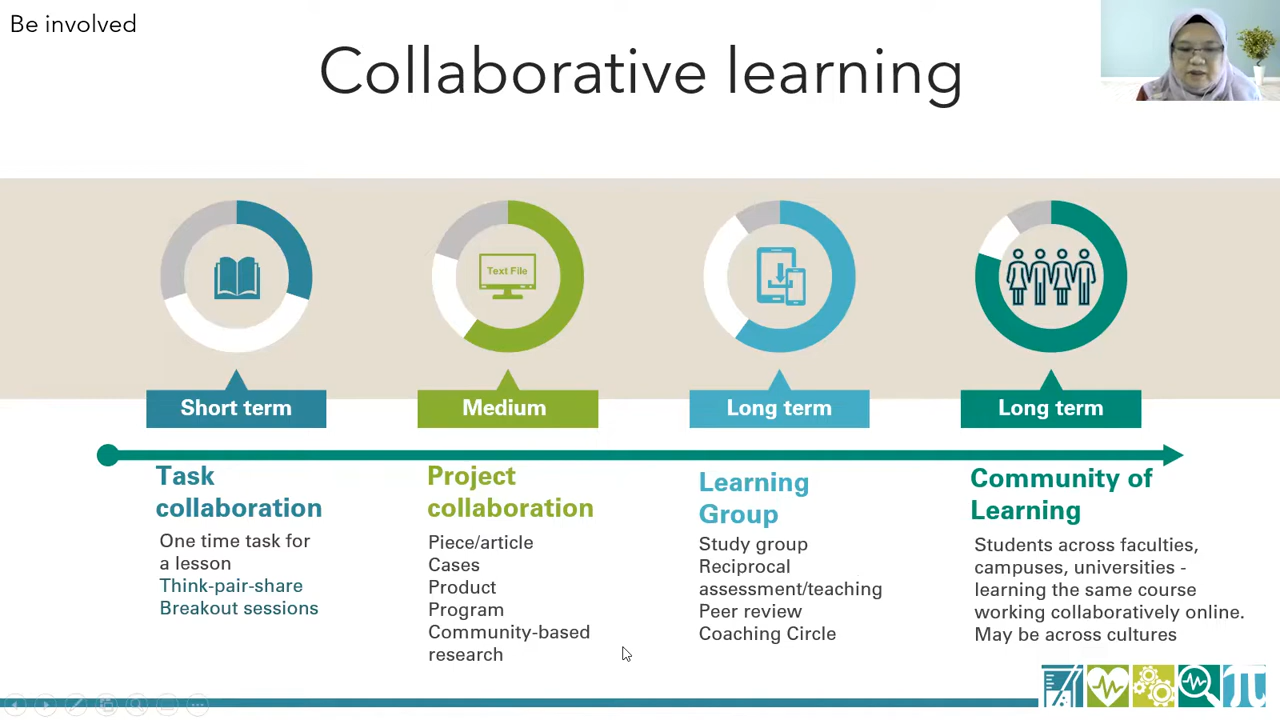 Be involved
Collaborative learning
Text File
Short term
Medium
Long term
Long term
Task
collaboration
One time task for
a lesson
Think-pair-share
Breakout sessions
Project
collaboration
Piece/article
Cases
Product
Program
Community-based
research
Learning
Group
Study group
Reciprocal
assessment/teaching
Peer review
Coaching Circle
Community of
Learning
Students across faculties,
campuses, universities -
learning the same course
working collaboratively online.
May be across cultures